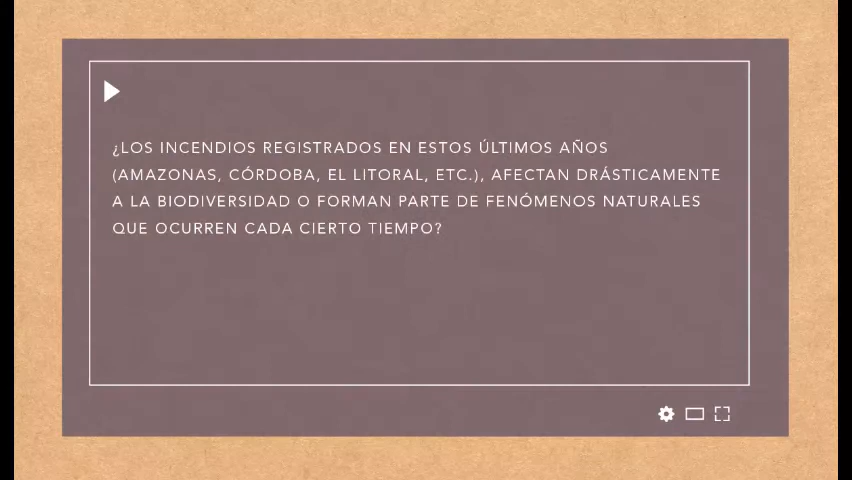 ¿LOS INCENDIOS REGISTRADOS EN ESTOS ÚLTIMOS AÑOS
(AMAZONAS, CÓRDOBA, EL LITORAL, ETC.), AFECTAN DRÁSTICAMENTE
A LA BIODIVERSIDAD O FORMAN PARTE DE FENÓMENOS NATURALES
QUE OCURREN CADA CIERTO TIEMPO?